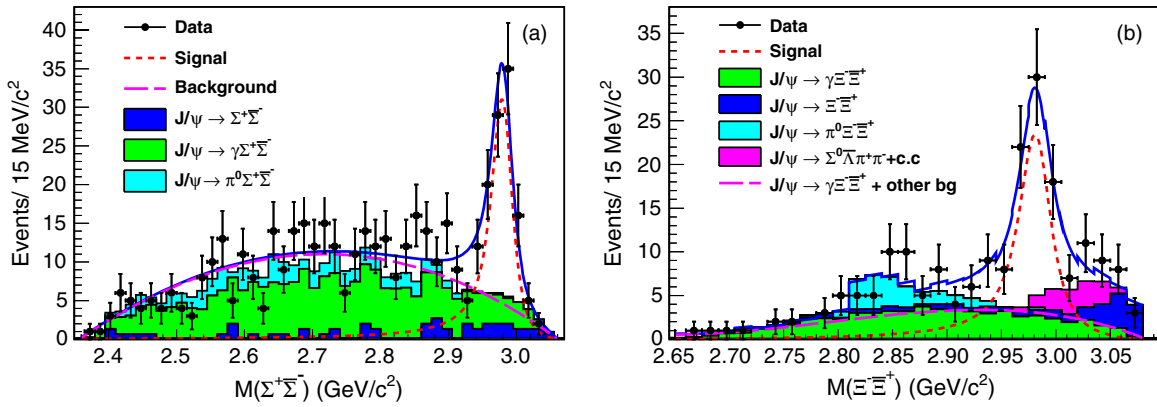 Events/ 15 MeV/c²
40
35
30
25
20
15
10
5
0
(a)
Data
Signal
Background
J/ψ→ Σ⁺Σ̅⁻
J/ψ→ γΣ⁺Σ̅⁻
J/ψ→ π⁰Σ⁺Σ̅⁻
2.4 2.5 2.6 2.7 2.8 2.9 3.0
M(Σ⁺Σ̅⁻) (GeV/c²)
Events/ 15 MeV/c²
35
30
25
20
15
10
5
0
(b)
Data
Signal
J/ψ → γΞ⁻Ξ̅⁺
J/ψ → Ξ⁻Ξ̅⁺
J/ψ → π⁰Ξ⁻Ξ̅⁺
J/ψ → Σ⁰Λ̅π⁺π⁻+c.c
J/ψ → γΞ⁻Ξ̅⁺ + other bg
2.65 2.70 2.75 2.80 2.85 2.90 2.95 3.00 3.05
M(Ξ⁻Ξ̅⁺) (GeV/c²)